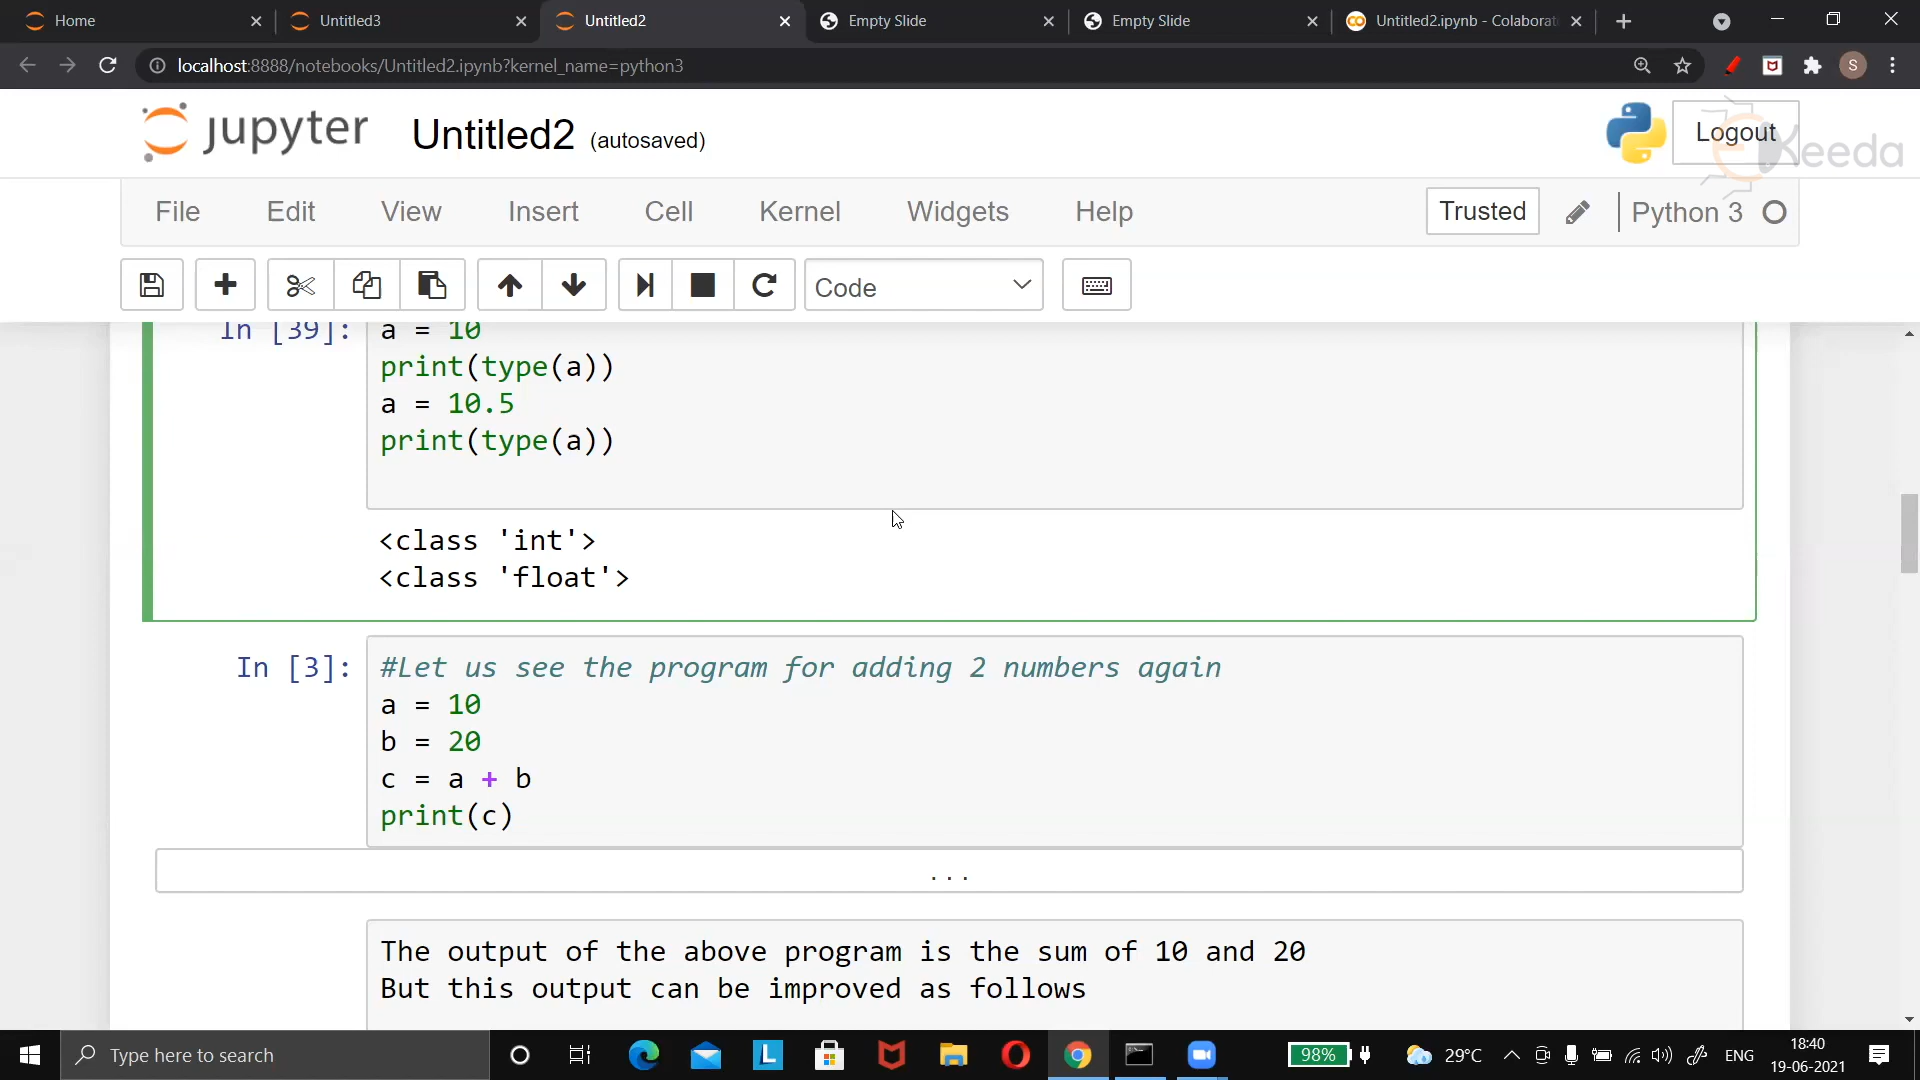 Home
Untitled3
Untitled2
Empty Slide
Empty Slide
Untitled2.ipynb - Colaborat
localhost:8888/notebooks/Untitled2.ipynb?kernel_name=python3
S
jupyter Untitled2 (autosaved)
Logout
EKeeda
File Edit View Insert Cell Kernel Widgets Help
Trusted
Python 3
Code
In [39]:
a = 10
print(type(a))
a = 10.5
print(type(a))
<class 'int'>
<class 'float'>
In [3]:
#Let us see the program for adding 2 numbers again
a = 10
b = 20
c = a + b
print(c)
...
The output of the above program is the sum of 10 and 20
But this output can be improved as follows
Type here to search
L
98%
29°C
ENG
18:40
19-06-2021